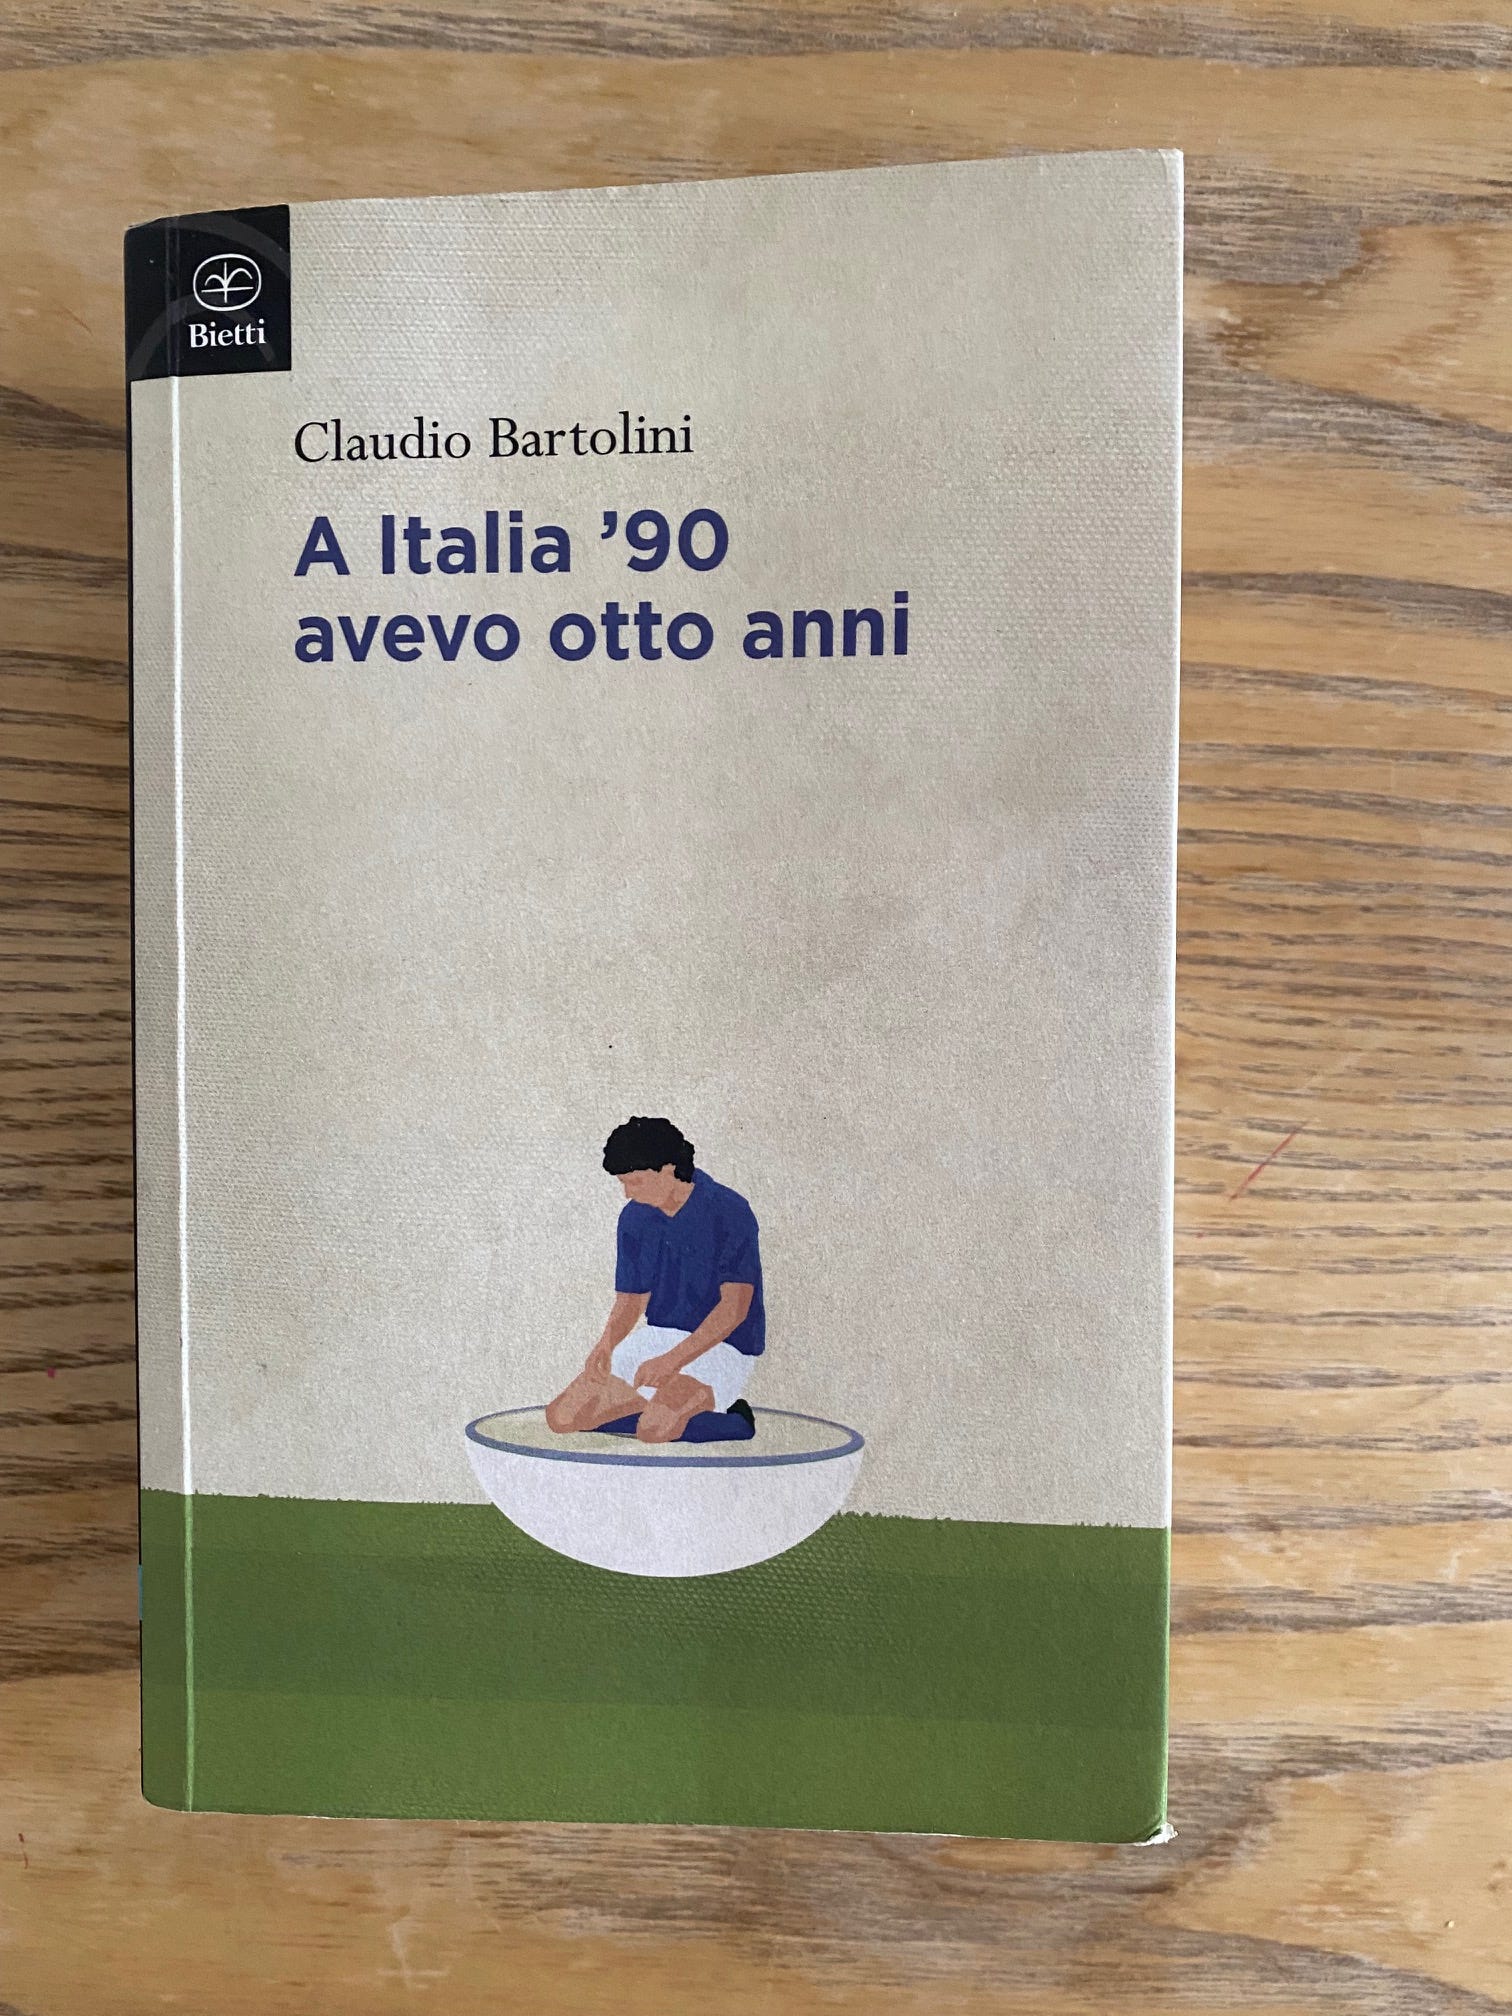 Bietti
Claudio Bartolini
A Italia ’90
avevo otto anni